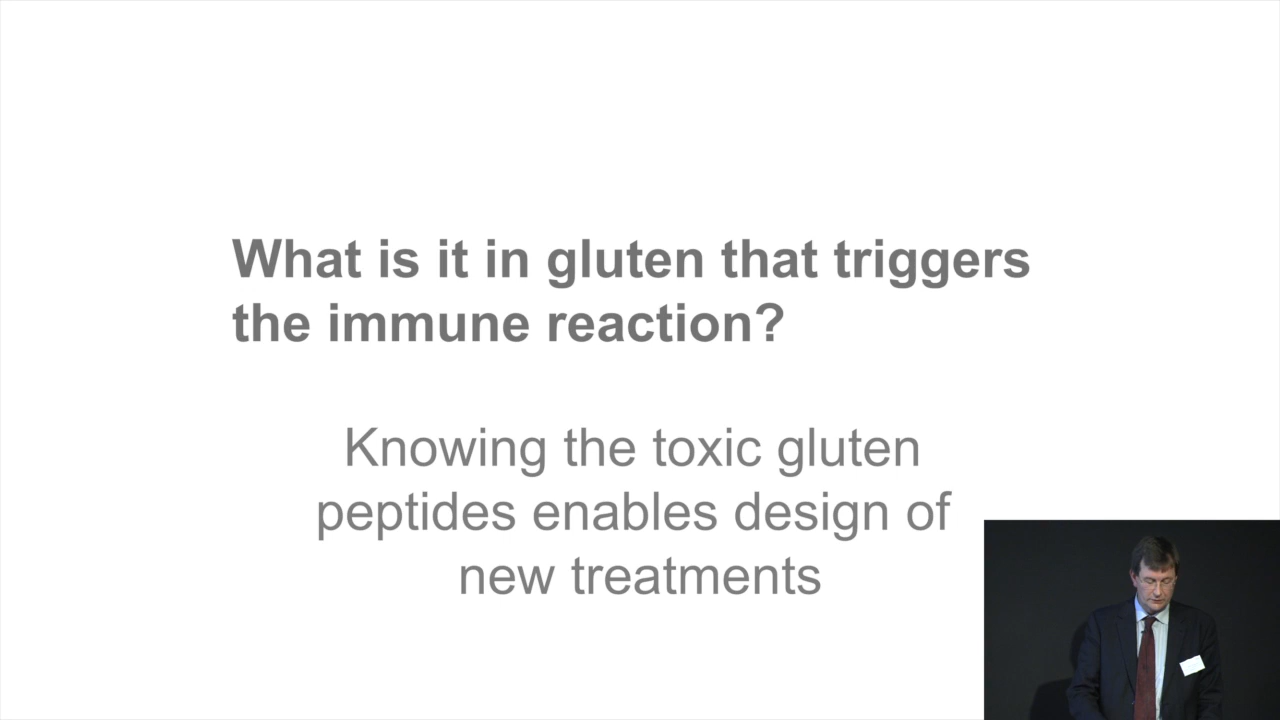 What is it in gluten that triggers
the immune reaction?
Knowing the toxic gluten
peptides enables design of
new treatments